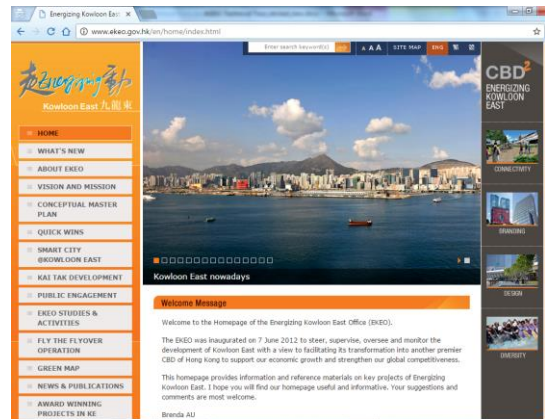 Energizing Kowloon Eas
www.ekeo.gov.hk/en/home/index.html
Enter search keyword(s)
A A A
SITE MAP
ENG
繁
简
Kowloon East 九龍東
HOME
WHAT'S NEW
ABOUT EKEO
VISION AND MISSION
CONCEPTUAL MASTER
PLAN
QUICK WINS
SMART CITY
@KOWLOON EAST
KAI TAK DEVELOPMENT
PUBLIC ENGAGEMENT
EKEO STUDIES &
ACTIVITIES
FLY THE FLYOVER
OPERATION
GREEN MAP
NEWS & PUBLICATIONS
AWARD WINNING
PROJECTS IN KE
Kowloon East nowadays
Welcome Message
Welcome to the Homepage of the Energizing Kowloon East Office (EKEO).
The EKEO was inaugurated on 7 June 2012 to steer, supervise, oversee and monitor the
development of Kowloon East with a view to facilitating its transformation into another premier
CBD of Hong Kong to support our economic growth and strengthen our global competitiveness.
This homepage provides information and reference materials on key projects of Energizing
Kowloon East. I hope you will find our homepage useful and informative. Your suggestions and
comments are most welcome.
Brenda AU
CBD2
ENERGIZING
KOWLOON
EAST
CONNECTIVITY
BRANDING
DESIGN
DIVERSITY